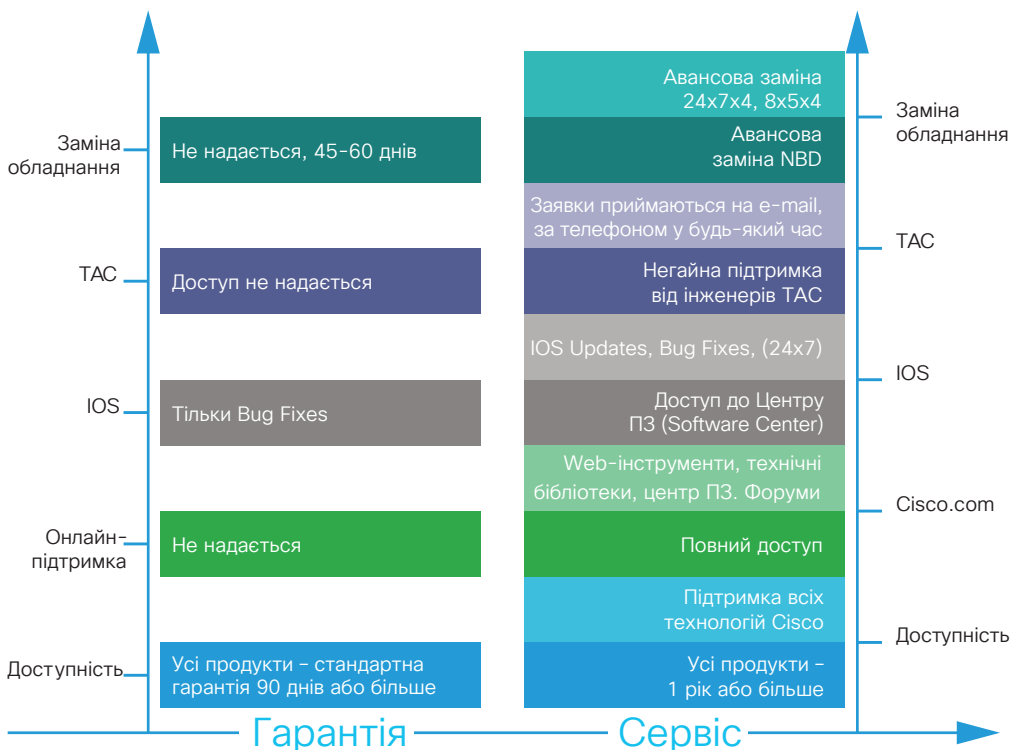 Заміна
обладнання
Не надається, 45-60 днів
TAC
Доступ не надається
IOS
Тільки Bug Fixes
Онлайн-
підтримка
Не надається
Доступність
Усі продукти – стандартна
гарантія 90 днів або більше
Гарантія
Авансова заміна
24x7x4, 8x5x4
Авансова
заміна NBD
Заміна
обладнання
Заявки приймаються на e-mail,
за телефоном у будь-який час
Негайна підтримка
від інженерів TAC
TAC
IOS Updates, Bug Fixes, (24x7)
Доступ до Центру
ПЗ (Software Center)
IOS
Web-інструменти, технічні
бібліотеки, центр ПЗ. Форуми
Повний доступ
Cisco.com
Підтримка всіх
технологій Cisco
Усі продукти –
1 рік або більше
Доступність
Сервіс